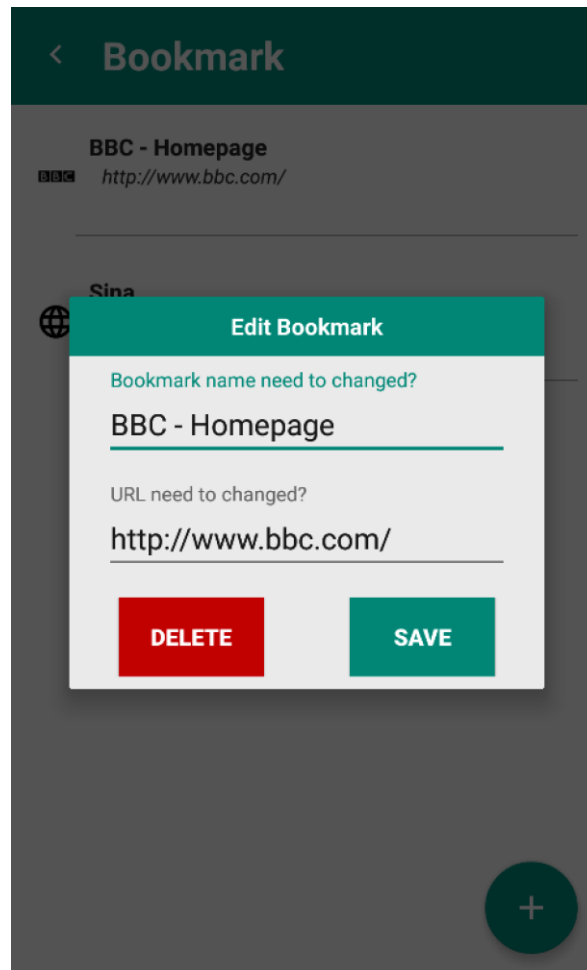 Bookmark
BBC - Homepage
BBC http://www.bbc.com/
Sina
Edit Bookmark
Bookmark name need to changed?
BBC - Homepage
URL need to changed?
http://www.bbc.com/
DELETE SAVE
+